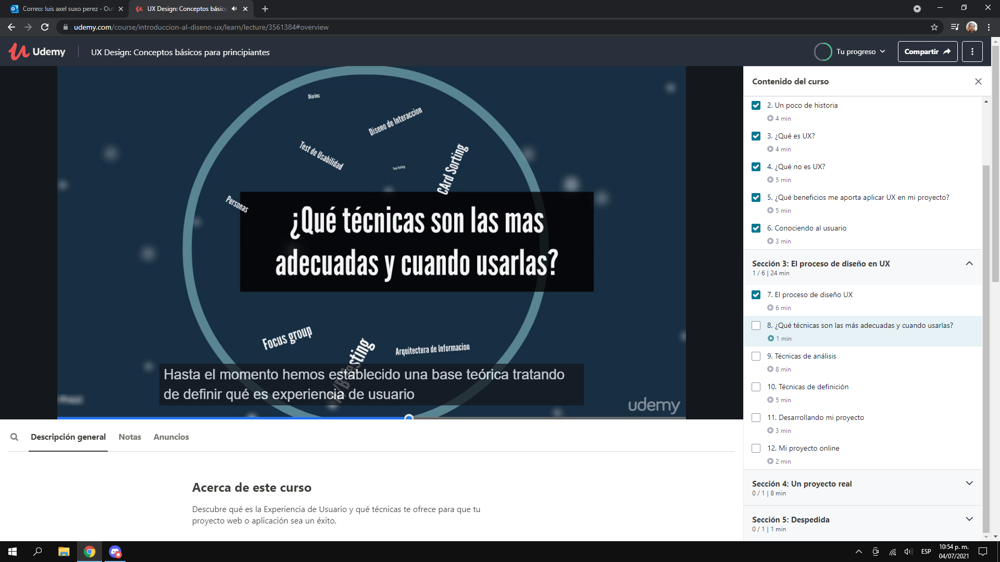 Correo: luis axel suxo perez - Out
UX Design: Conceptos básico
udemy.com/course/introduccion-al-diseno-ux/learn/lecture/3561384#overview
Udemy
UX Design: Conceptos básicos para principiantes
Tu progreso
Compartir
Diarios
Diseno de Interaccion
Test de Usabilidad
Tree Testing
CArd Sorting
Personas
¿Qué técnicas son las mas
adecuadas y cuando usarlas?
Focus group
A/B Testing
Arquitectura de Informacion
Hasta el momento hemos establecido una base teórica tratando
de definir qué es experiencia de usuario
Prezi
udemy
Descripción general
Notas
Anuncios
Acerca de este curso
Descubre qué es la Experiencia de Usuario y qué técnicas te ofrece para que tu
proyecto web o aplicación sea un éxito.
Contenido del curso
2. Un poco de historia
4 min
3. ¿Qué es UX?
4 min
4. ¿Qué no es UX?
5 min
5. ¿Qué beneficios me aporta aplicar UX en mi proyecto?
5 min
6. Conociendo al usuario
3 min
Sección 3: El proceso de diseño en UX
1 / 6 | 24 min
7. El proceso de diseño UX
6 min
8. ¿Qué técnicas son las más adecuadas y cuando usarlas?
1 min
9. Técnicas de análisis
8 min
10. Técnicas de definición
5 min
11. Desarrollando mi proyecto
3 min
12. Mi proyecto online
2 min
Sección 4: Un proyecto real
0 / 1 | 8 min
Sección 5: Despedida
0 / 1 | 1 min
ESP
10:54 p. m.
04/07/2021